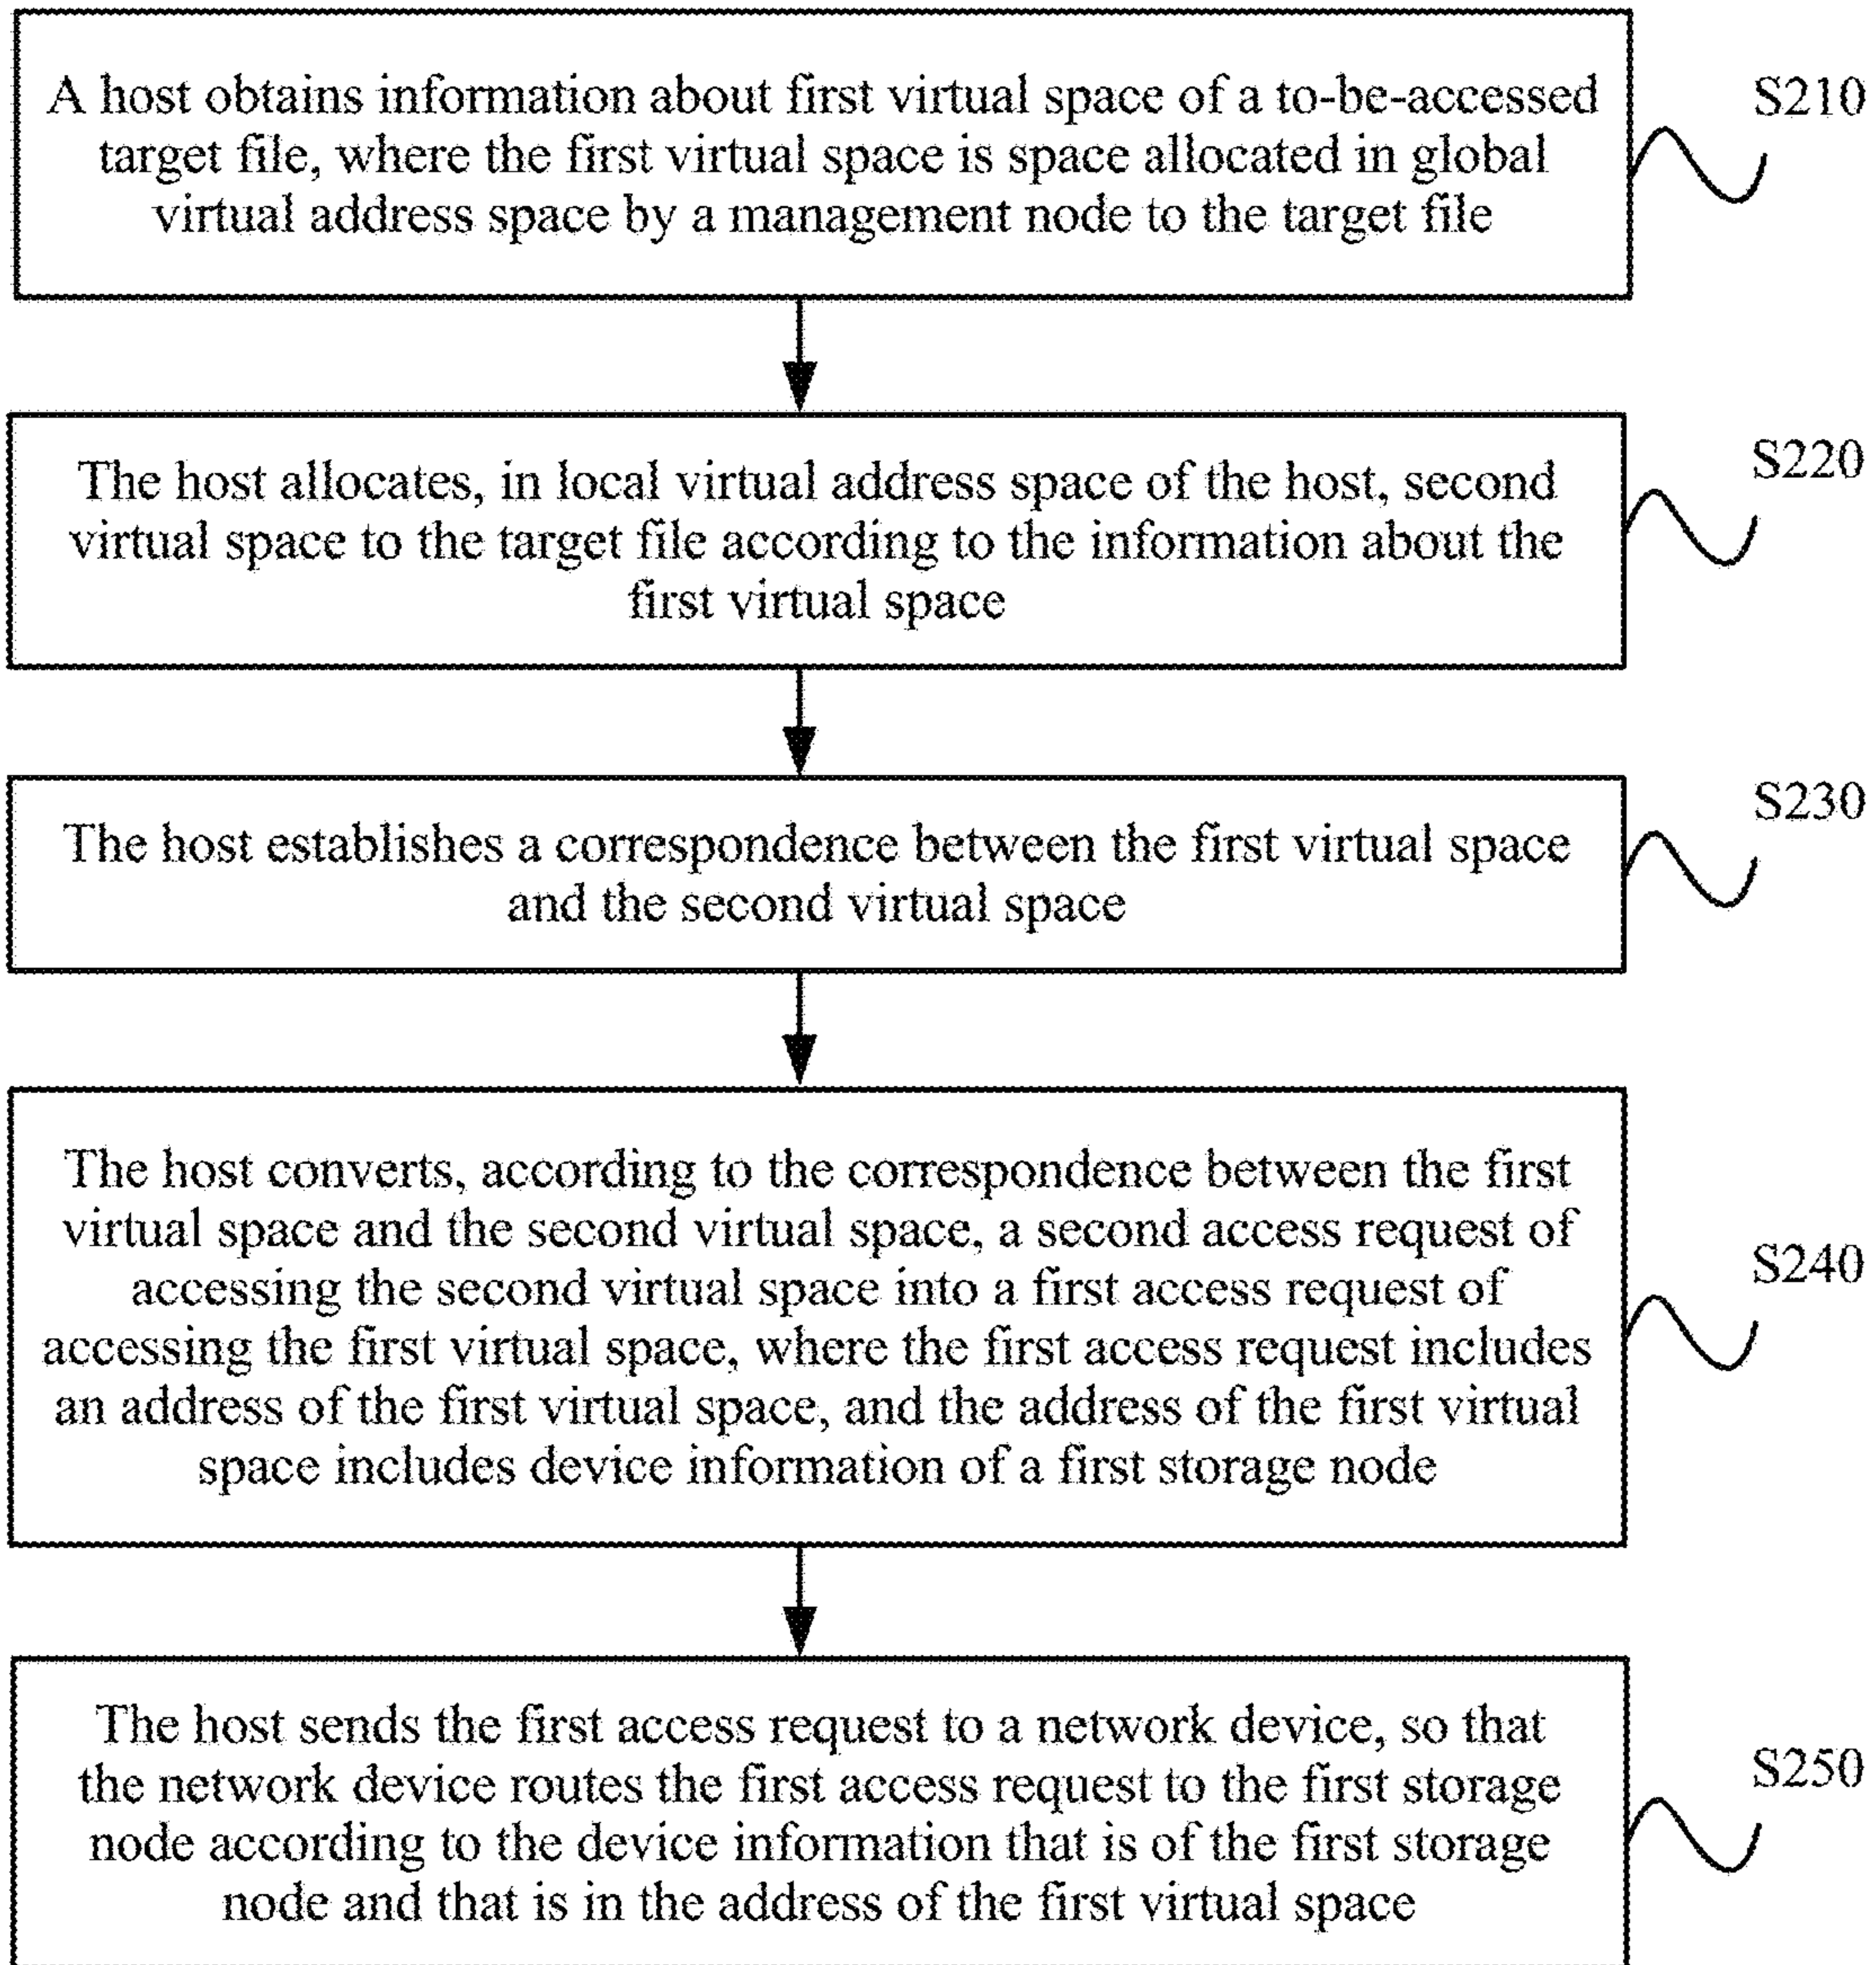 A host obtains information about first virtual space of a to-be-accessed
target file, where the first virtual space is space allocated in global
virtual address space by a management node to the target file
S210
The host allocates, in local virtual address space of the host, second
virtual space to the target file according to the information about the
first virtual space
S220
The host establishes a correspondence between the first virtual space
and the second virtual space
S230
The host converts, according to the correspondence between the first
virtual space and the second virtual space, a second access request of
accessing the second virtual space into a first access request of
accessing the first virtual space, where the first access request includes
an address of the first virtual space, and the address of the first virtual
space includes device information of a first storage node
S240
The host sends the first access request to a network device, so that
the network device routes the first access request to the first storage
node according to the device information that is of the first storage
node and that is in the address of the first virtual space
S250